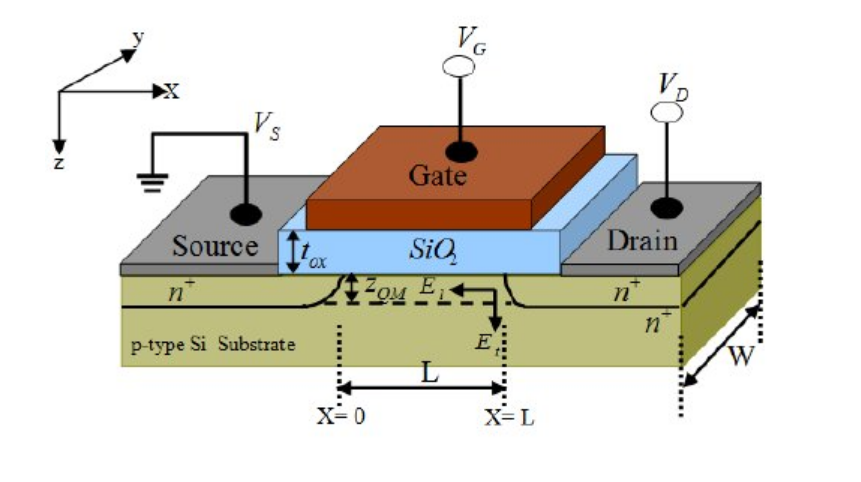 y
V_G
X
V_D
V_S
z
Gate
Source
t_ox
SiO_2
Drain
n^+
z_QM
E_l
n^+
n^+
p-type Si Substrate
E_t
W
L
X= 0
X= L